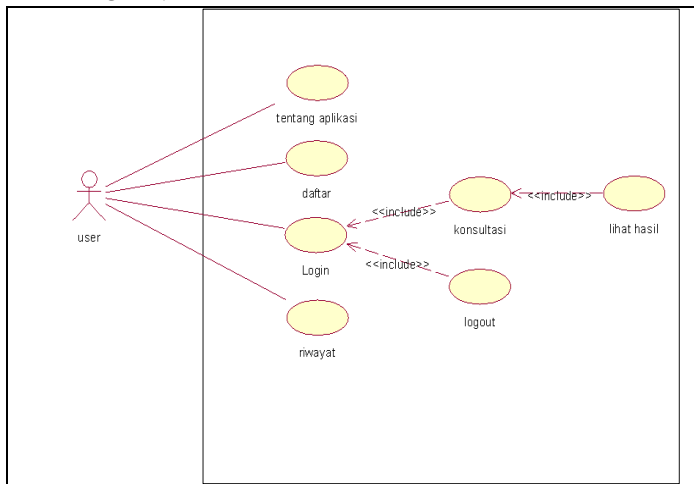 tentang aplikasi
daftar
user
Login
riwayat
<<include>>
konsultasi
<<include>>
lihat hasil
<<include>>
logout